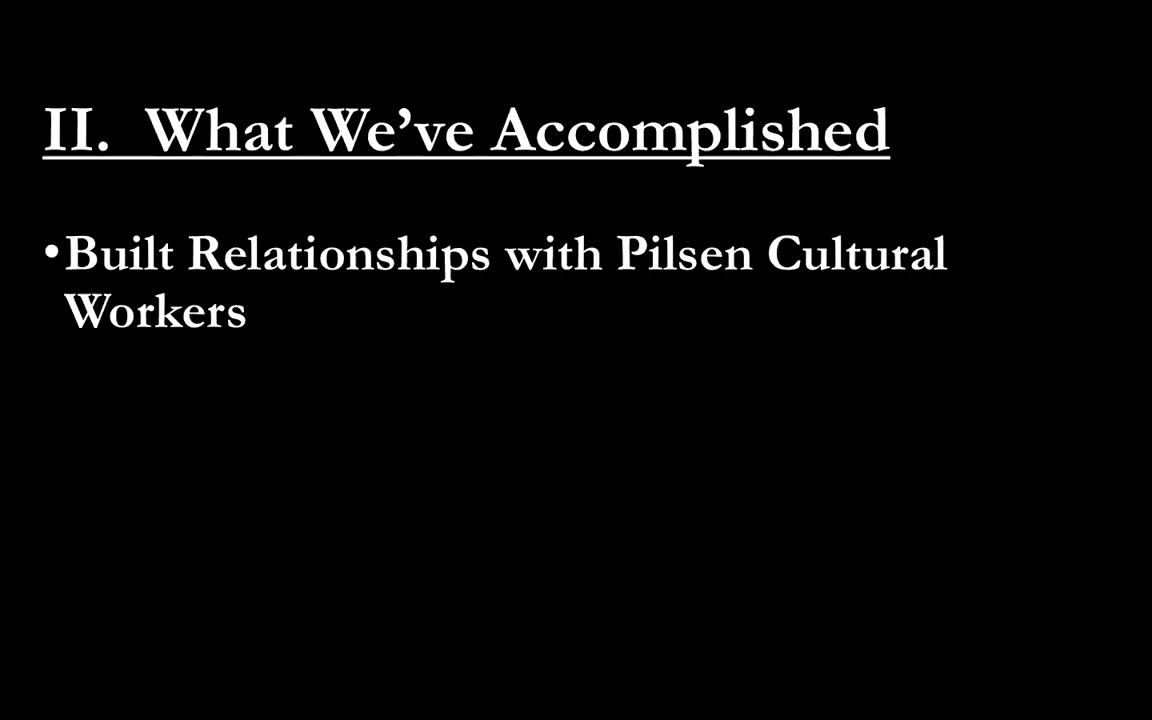 II.  What We’ve Accomplished
•Built Relationships with Pilsen Cultural
Workers